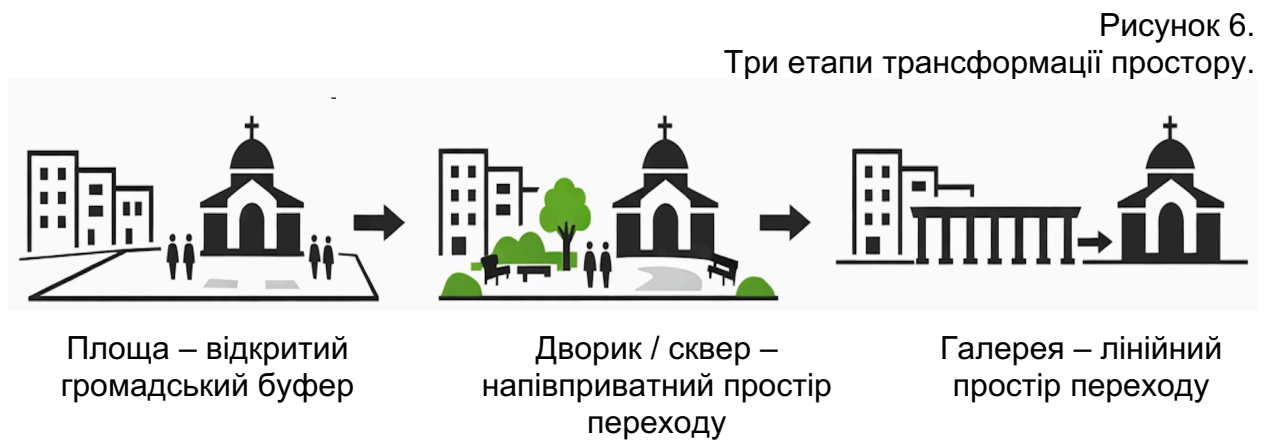 Рисунок 6.
Три етапи трансформації простору.
Площа – відкритий
громадський буфер
Дворик / сквер –
напівприватний простір
переходу
Галерея – лінійний
простір переходу